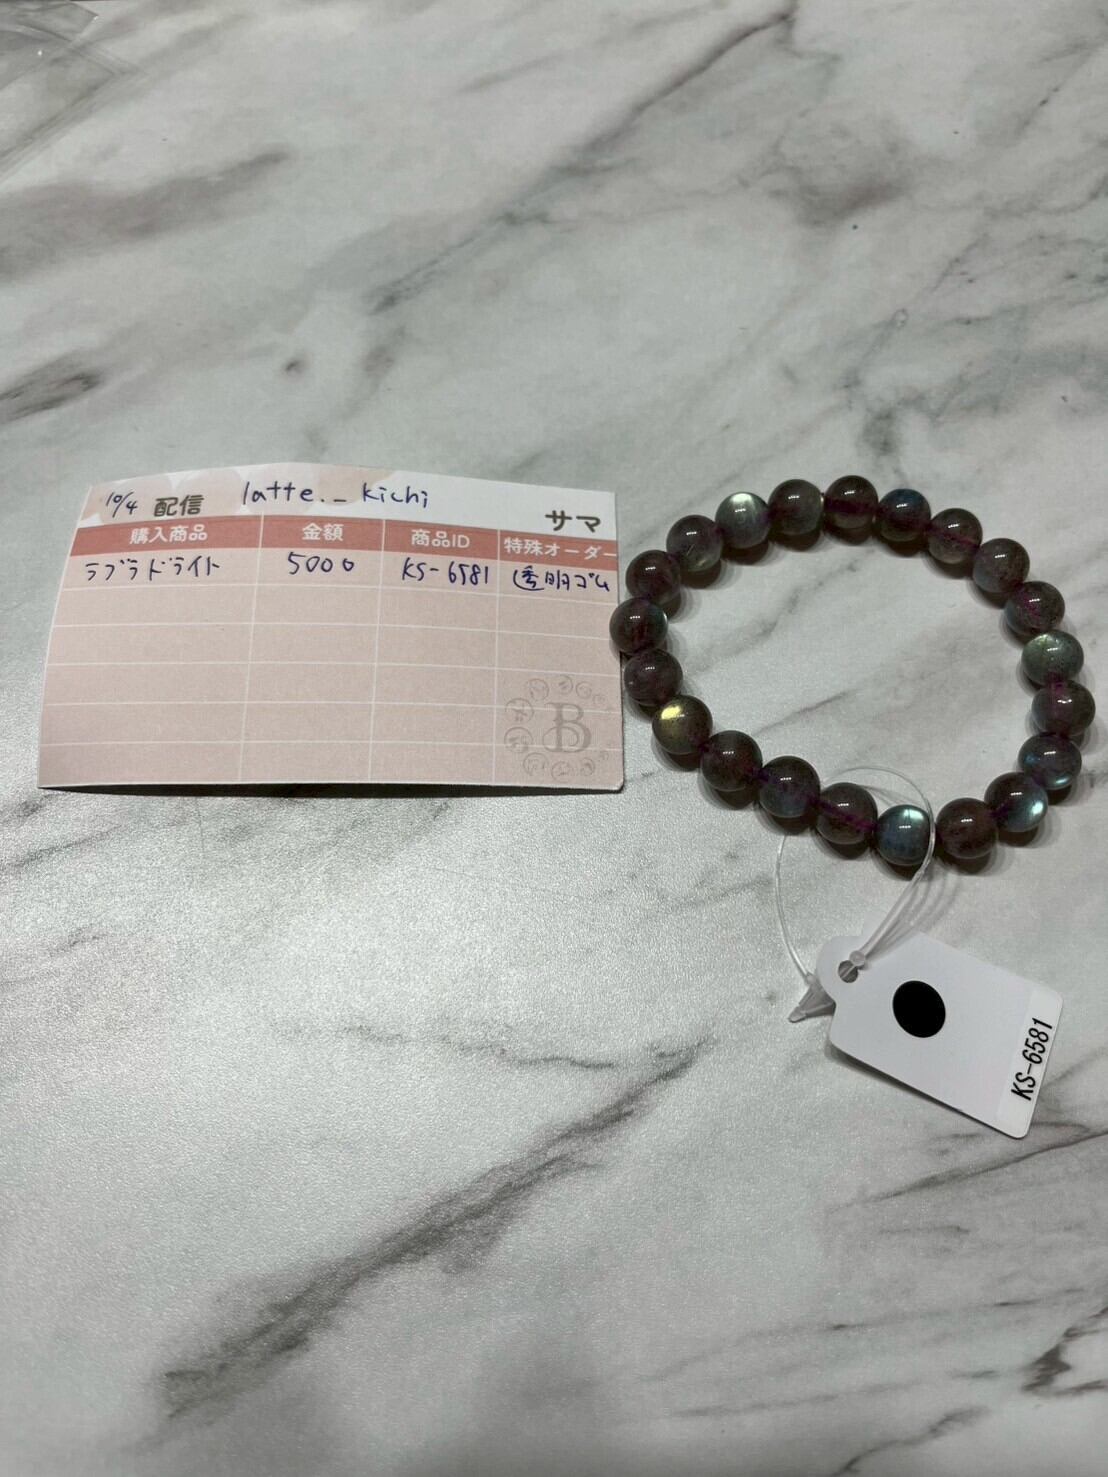 10/4 配信 latte._kichi サマ
購入商品 金額 商品ID 特殊オーダー
ラブラドライト 5000 KS-6581 透明ゴム
B
KS-6581